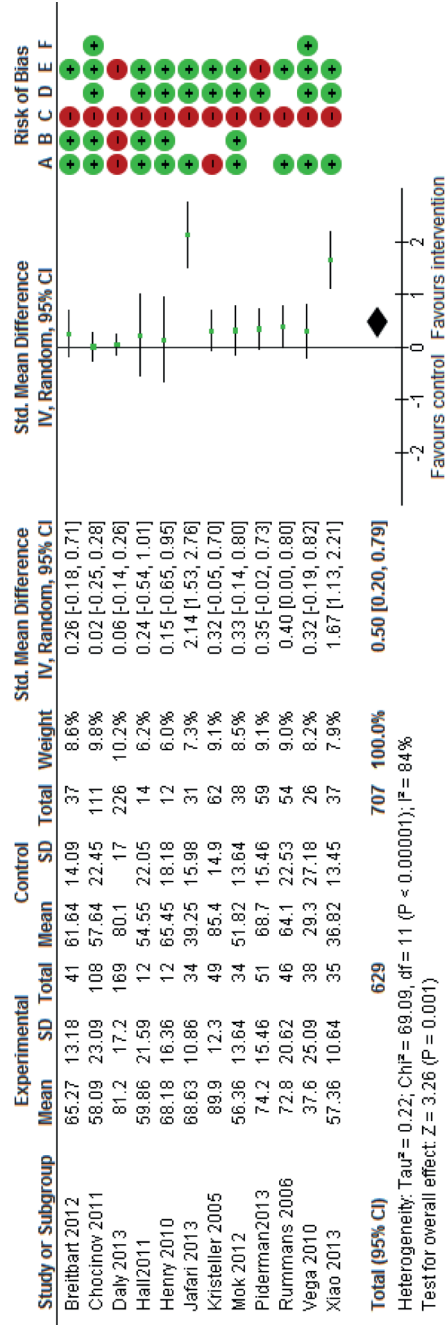 Experimental Control Std. Mean Difference Std. Mean Difference Risk of Bias
Study or Subgroup Mean SD Total Mean SD Total Weight IV, Random, 95% CI IV, Random, 95% CI A B C D E F
Breitbart 2012 65.27 13.18 41 61.64 14.09 37 8.6% 0.26 [-0.18, 0.71] + + - +
Chocinov 2011 58.09 23.09 108 57.64 22.45 111 9.8% 0.02 [-0.25, 0.28] + + - + + +
Daly 2013 81.2 17.2 169 80.1 17 226 10.2% 0.06 [-0.14, 0.26] - - - -
Hall2011 59.86 21.59 12 54.55 22.05 14 6.2% 0.24 [-0.54, 1.01] + + - + +
Henry 2010 68.18 16.36 12 65.45 18.18 12 6.0% 0.15 [-0.65, 0.95] + + - + +
Jafari 2013 68.63 10.86 34 39.25 15.98 31 7.3% 2.14 [1.53, 2.76] + - + +
Kristeller 2005 89.9 12.3 49 85.4 14.9 62 9.1% 0.32 [-0.05, 0.70] - - + +
Mok 2012 56.36 13.64 34 51.82 13.64 38 8.5% 0.33 [-0.14, 0.80] + + - + +
Piderman2013 74.2 15.46 51 68.7 15.46 59 9.1% 0.35 [-0.02, 0.73] - + -
Rummans 2006 72.8 20.62 46 64.1 22.53 54 9.0% 0.40 [0.00, 0.80] + - +
Vega 2010 37.6 25.09 38 29.3 27.18 26 8.2% 0.32 [-0.19, 0.82] + - + + +
Xiao 2013 57.36 10.64 35 36.82 13.45 37 7.9% 1.67 [1.13, 2.21] + - + +
Total (95% CI) 629 707 100.0% 0.50 [0.20, 0.79]
Heterogeneity: Tau² = 0.22; Chi² = 69.09, df = 11 (P < 0.00001); I² = 84%
Test for overall effect: Z = 3.26 (P = 0.001)
-2 -1 0 1 2
Favours control Favours intervention